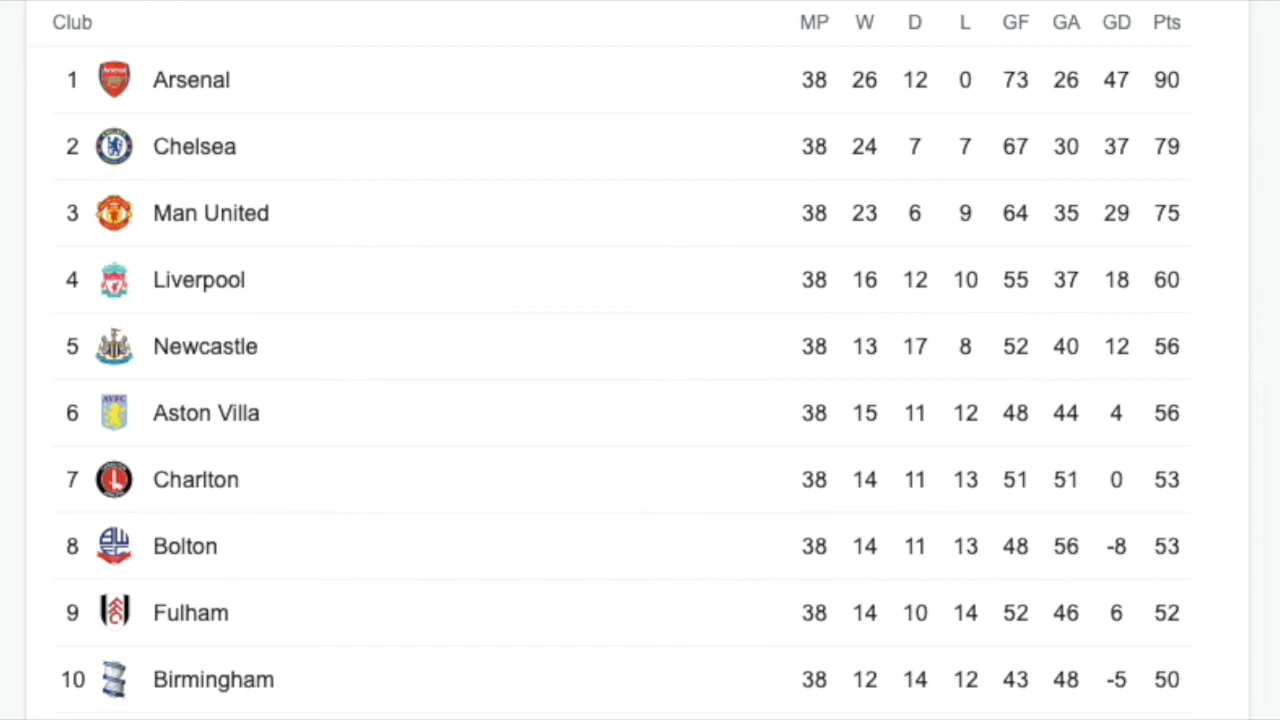 Club MP W D L GF GA GD Pts
1 Arsenal 38 26 12 0 73 26 47 90
2 Chelsea 38 24 7 7 67 30 37 79
3 Man United 38 23 6 9 64 35 29 75
4 Liverpool 38 16 12 10 55 37 18 60
5 Newcastle 38 13 17 8 52 40 12 56
6 Aston Villa 38 15 11 12 48 44 4 56
7 Charlton 38 14 11 13 51 51 0 53
8 Bolton 38 14 11 13 48 56 -8 53
9 Fulham 38 14 10 14 52 46 6 52
10 Birmingham 38 12 14 12 43 48 -5 50